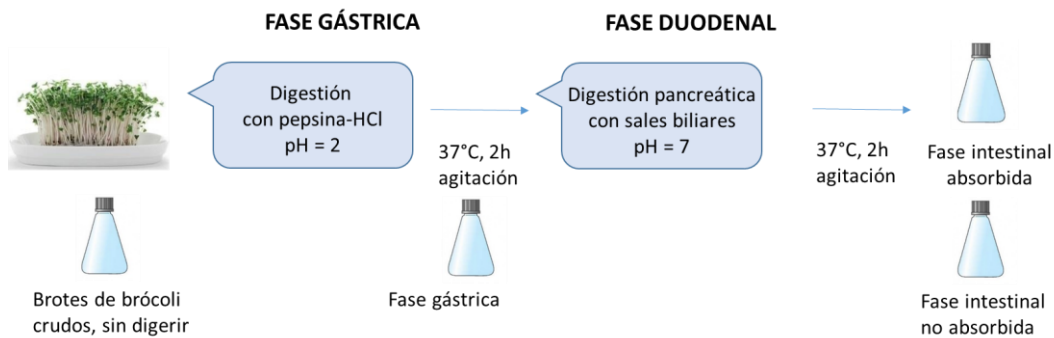 FASE GÁSTRICA
FASE DUODENAL
Digestión
con pepsina-HCl
pH = 2
37°C, 2h
agitación
Digestión pancreática
con sales biliares
pH = 7
37°C, 2h
agitación
Fase intestinal
absorbida
Brotes de brócoli
crudos, sin digerir
Fase gástrica
Fase intestinal
no absorbida